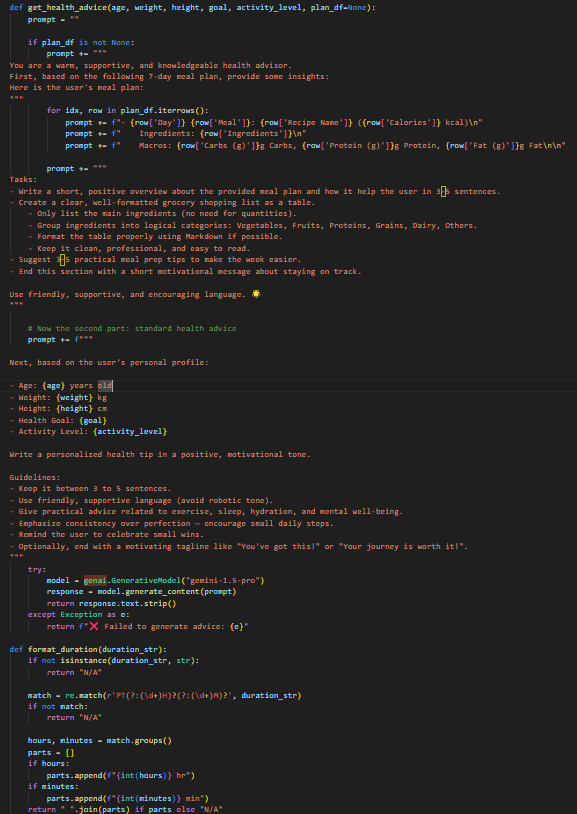 def get_health_advice(age, weight, height, goal, activity_level, plan_df=None):
    prompt = ""

    if plan_df is not None:
        prompt += """
You are a warm, supportive, and knowledgeable health advisor.
First, based on the following 7-day meal plan, provide some insights:
Here is the user's meal plan:
"""
        for idx, row in plan_df.iterrows():
            prompt += f"- {row['Day']} {row['Meal']}: {row['Recipe Name']} ({row['Calories']} kcal)\n"
            prompt += f"    Ingredients: {row['Ingredients']}\n"
            prompt += f"    Macros: {row['Carbs (g)']}g Carbs, {row['Protein (g)']}g Protein, {row['Fat (g)']}g Fat\n\n"

        prompt += """
Tasks:
- Write a short, positive overview about the provided meal plan and how it help the user in 3–5 sentences.
- Create a clear, well-formatted grocery shopping list as a table.
    - Only list the main ingredients (no need for quantities).
    - Group ingredients into logical categories: Vegetables, Fruits, Proteins, Grains, Dairy, Others.
    - Format the table properly using Markdown if possible.
    - Keep it clean, professional, and easy to read.
- Suggest 3–5 practical meal prep tips to make the week easier.
- End this section with a short motivational message about staying on track.

Use friendly, supportive, and encouraging language. 🌟
"""

    # Now the second part: standard health advice
    prompt += f"""

Next, based on the user's personal profile:

- Age: {age} years old
- Weight: {weight} kg
- Height: {height} cm
- Health Goal: {goal}
- Activity Level: {activity_level}

Write a personalized health tip in a positive, motivational tone.

Guidelines:
- Keep it between 3 to 5 sentences.
- Use friendly, supportive language (avoid robotic tone).
- Give practical advice related to exercise, sleep, hydration, and mental well-being.
- Emphasize consistency over perfection — encourage small daily steps.
- Remind the user to celebrate small wins.
- Optionally, end with a motivating tagline like "You've got this!" or "Your journey is worth it!".
"""
    try:
        model = genai.GenerativeModel("gemini-1.5-pro")
        response = model.generate_content(prompt)
        return response.text.strip()
    except Exception as e:
        return f"❌ Failed to generate advice: {e}"

def format_duration(duration_str):
    if not isinstance(duration_str, str):
        return "N/A"

    match = re.match(r'PT(?:(\d+)H)?(?:(\d+)M)?', duration_str)
    if not match:
        return "N/A"

    hours, minutes = match.groups()
    parts = []
    if hours:
        parts.append(f"{int(hours)} hr")
    if minutes:
        parts.append(f"{int(minutes)} min")
    return " ".join(parts) if parts else "N/A"